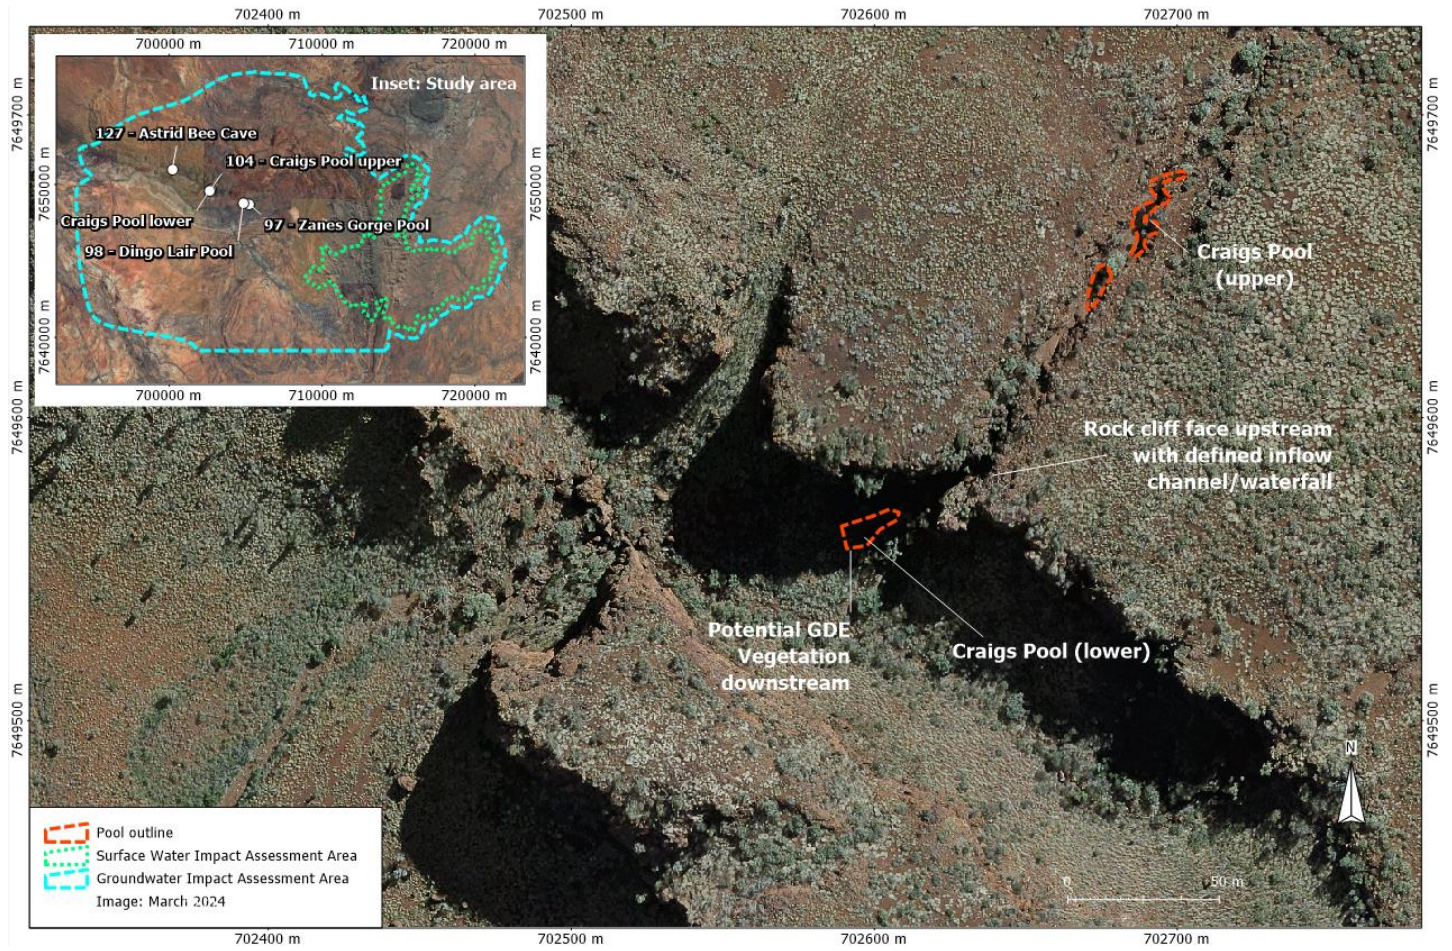 702400 m
702500 m
702600 m
702700 m
700000 m
710000 m
720000 m
Inset: Study area
7649700 m
7649700 m
127 - Astrid Bee Cave
104 - Craigs Pool upper
7650000 m
7650000 m
Craigs Pool lower
97 - Zanes Gorge Pool
98 - Dingo Lair Pool
7640000 m
7640000 m
700000 m
710000 m
720000 m
Craigs Pool
(upper)
7649600 m
7649600 m
Rock cliff face upstream
with defined inflow
channel/waterfall
Potential GDE
Vegetation
downstream
Craigs Pool (lower)
7649500 m
7649500 m
N
Pool outline
Surface Water Impact Assessment Area
Groundwater Impact Assessment Area
Image: March 2024
0
50 m
702400 m
702500 m
702600 m
702700 m